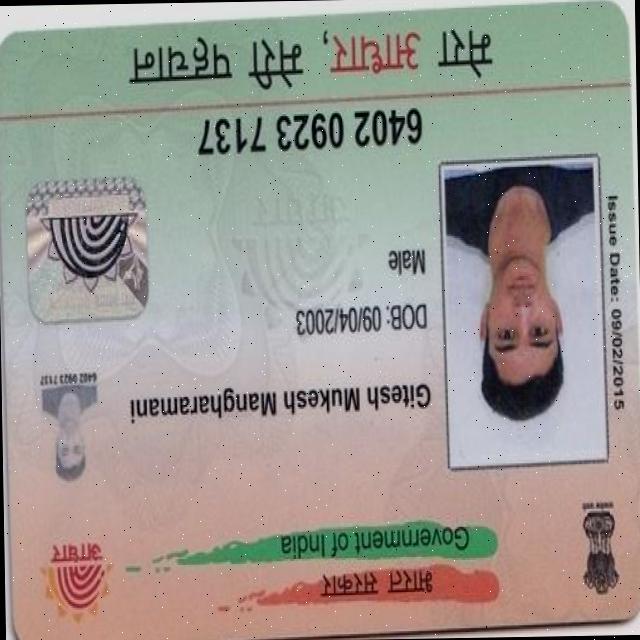 भारत सरकार
Government of India
आधार
Gitesh Mukesh Mangharamani
DOB: 09/04/2003
Male
Issue Date: 09/02/2015
6402 0923 7137
6402 0923 7137
मेरा आधार, मेरी पहचान